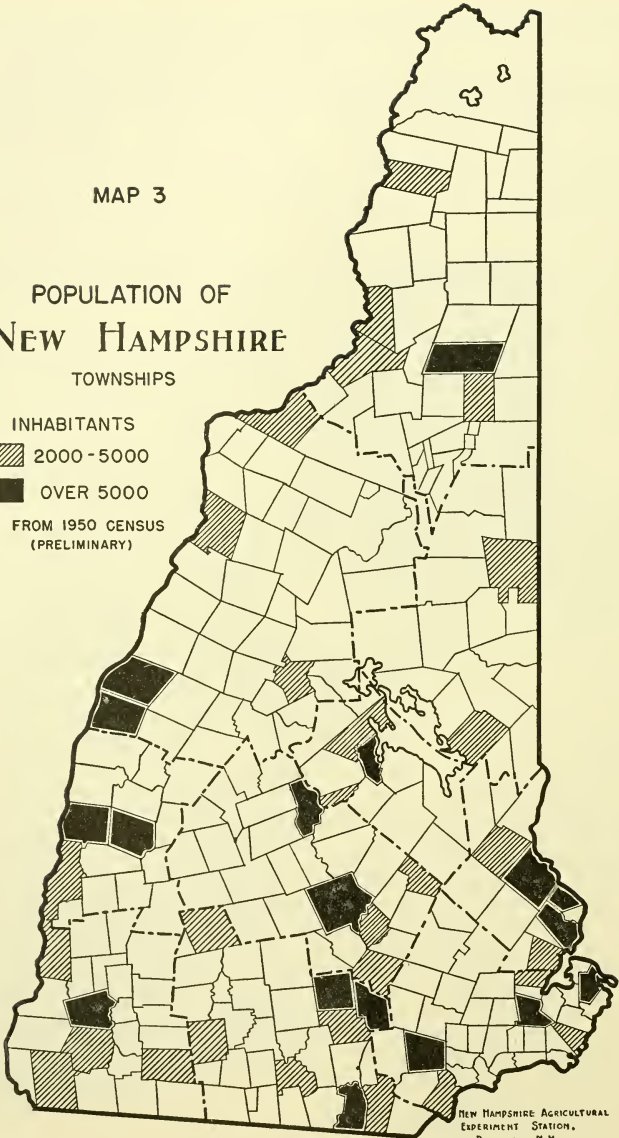 MAP 3
POPULATION OF
NEW HAMPSHIRE
TOWNSHIPS
INHABITANTS
2000-5000
OVER 5000
FROM 1950 CENSUS
(PRELIMINARY)
NEW HAMPSHIRE AGRICULTURAL
EXPERIMENT STATION,